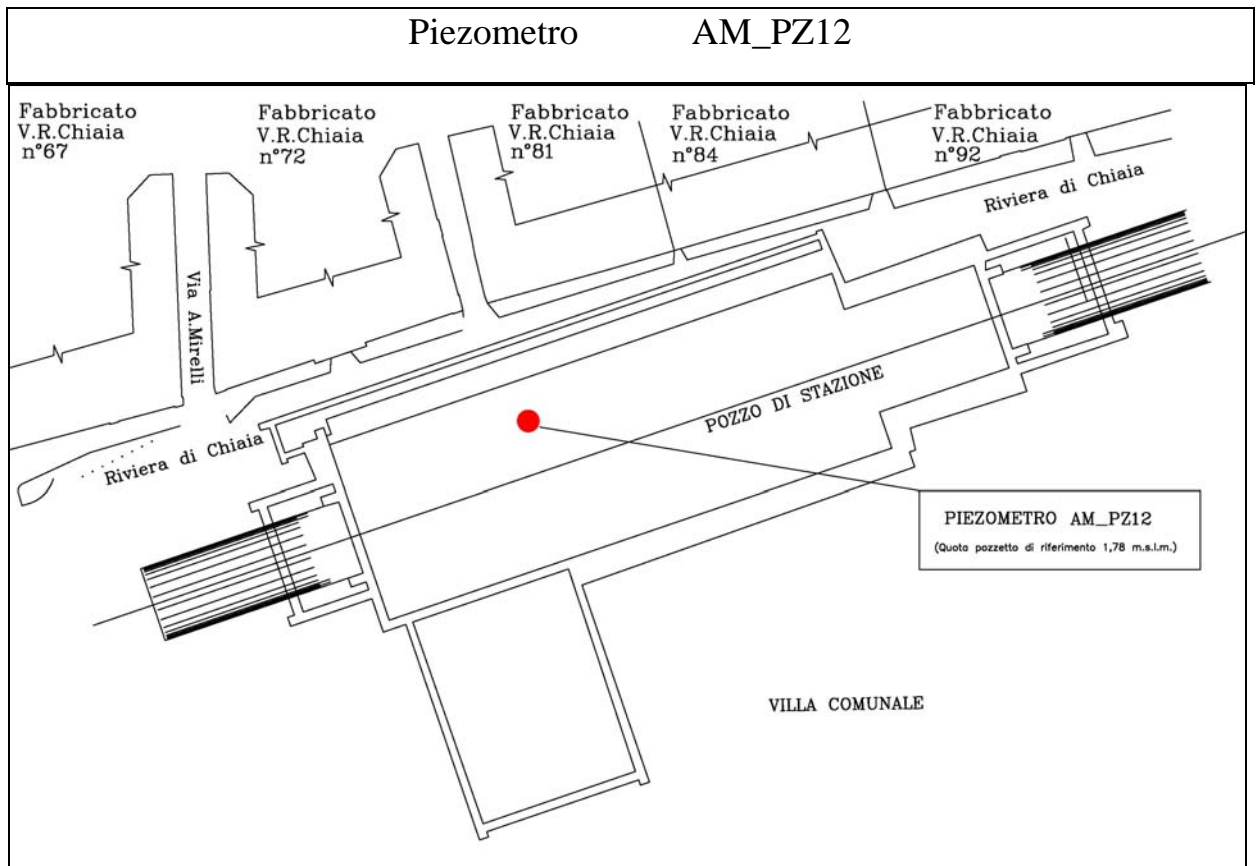 Piezometro AM_PZ12
Fabbricato
V.R.Chiaia
n°67
Fabbricato
V.R.Chiaia
n°72
Fabbricato
V.R.Chiaia
n°81
Fabbricato
V.R.Chiaia
n°84
Fabbricato
V.R.Chiaia
n°92
Riviera di Chiaia
Via A.Mirelli
POZZO DI STAZIONE
Riviera di Chiaia
PIEZOMETRO AM_PZ12
(Quota pozzetto di riferimento 1,78 m.s.l.m.)
VILLA COMUNALE